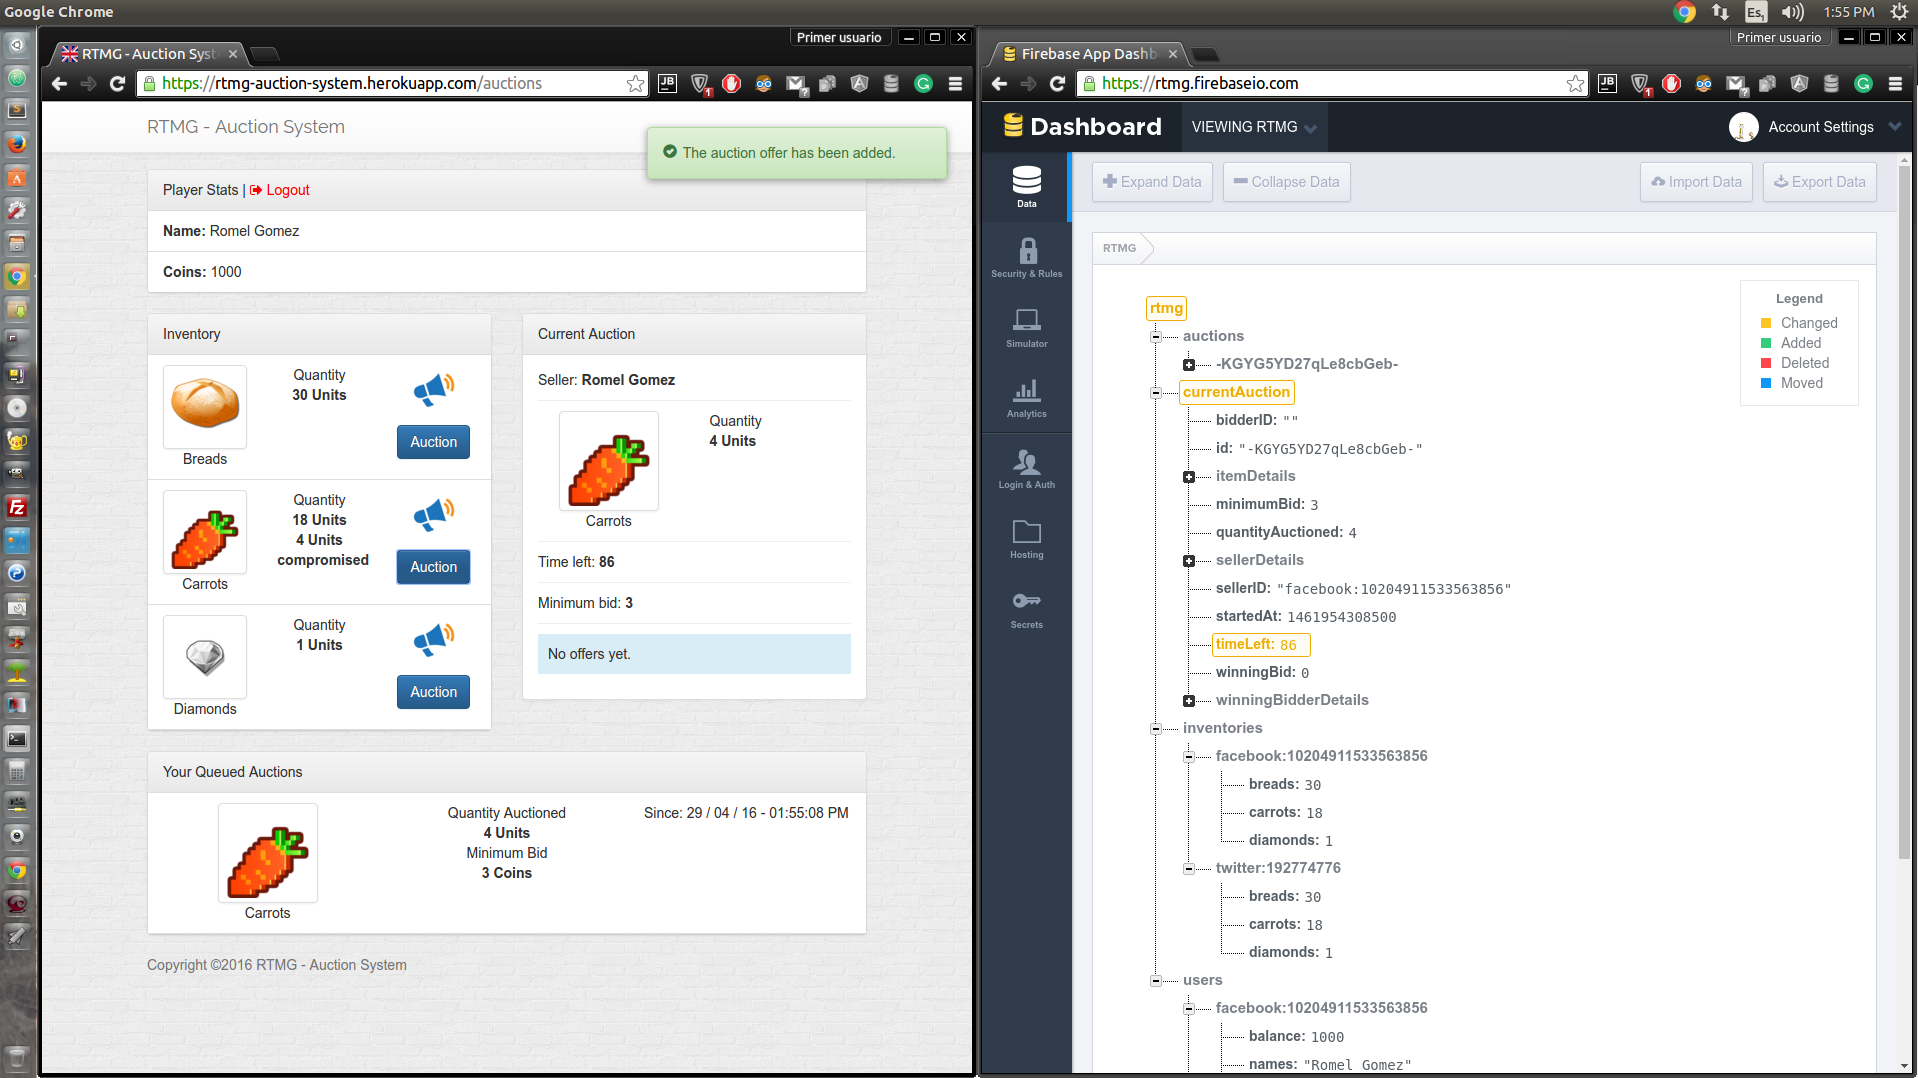 Google Chrome
Es1
1:55 PM
Primer usuario
RTMG - Auction Syst
https://rtmg-auction-system.herokuapp.com/auctions
RTMG - Auction System
The auction offer has been added.
Player Stats | Logout
Name: Romel Gomez
Coins: 1000
Inventory
Quantity
30 Units
Auction
Breads
Quantity
18 Units
4 Units
compromised
Auction
Carrots
Quantity
1 Units
Auction
Diamonds
Current Auction
Seller: Romel Gomez
Quantity
4 Units
Carrots
Time left: 86
Minimum bid: 3
No offers yet.
Your Queued Auctions
Quantity Auctioned
4 Units
Minimum Bid
3 Coins
Since: 29 / 04 / 16 - 01:55:08 PM
Carrots
Copyright ©2016 RTMG - Auction System
Primer usuario
Firebase App Dashb
https://rtmg.firebaseio.com
Dashboard
VIEWING RTMG
Account Settings
Data
Security & Rules
Simulator
Analytics
Login & Auth
Hosting
Secrets
Expand Data
Collapse Data
Import Data
Export Data
RTMG
Legend
Changed
Added
Deleted
Moved
rtmg
auctions
-KGYG5YD27qLe8cbGeb-
currentAuction
bidderID: ""
id: "-KGYG5YD27qLe8cbGeb-"
itemDetails
minimumBid: 3
quantityAuctioned: 4
sellerDetails
sellerID: "facebook:10204911533563856"
startedAt: 1461954308500
timeLeft: 86
winningBid: 0
winningBidderDetails
inventories
facebook:10204911533563856
breads: 30
carrots: 18
diamonds: 1
twitter:192774776
breads: 30
carrots: 18
diamonds: 1
users
facebook:10204911533563856
balance: 1000
names: "Romel Gomez"